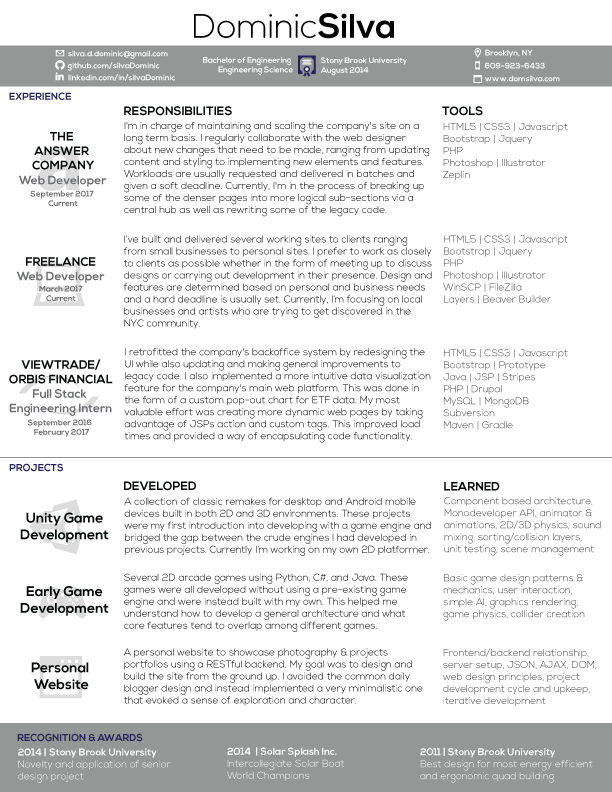 DominicSilva
silva.d.dominic@gmail.com
github.com/silvaDominic
linkedin.com/in/silvaDominic
Bachelor of Engineering
Engineering Science
Stony Brook University
August 2014
Brooklyn, NY
609-923-6433
www.domsilva.com
EXPERIENCE
RESPONSIBILITIES
TOOLS
THE
ANSWER
COMPANY
Web Developer
September 2017
Current
I'm in charge of maintaining and scaling the company's site on a
long term basis. I regularly collaborate with the web designer
about new changes that need to be made, ranging from updating
content and styling to implementing new elements and features.
Workloads are usually requested and delivered in batches and
given a soft deadline. Currently, I'm in the process of breaking up
some of the denser pages into more logical sub-sections via a
central hub as well as rewriting some of the legacy code.
HTML5 | CSS3 | Javascript
Bootstrap | Jquery
PHP
Photoshop | Illustrator
Zeplin
FREELANCE
Web Developer
March 2017
Current
I've built and delivered several working sites to clients ranging
from small businesses to personal sites. I prefer to work as closely
to clients as possible whether in the form of meeting up to discuss
designs or carrying out development in their presence. Design and
features are determined based on personal and business needs
and a hard deadline is usually set. Currently, I'm focusing on local
businesses and artists who are trying to get discovered in the
NYC community.
HTML5 | CSS3 | Javascript
Bootstrap | Jquery
PHP
Photoshop | Illustrator
WinSCP | FileZilla
Layers | Beaver Builder
VIEWTRADE/
ORBIS FINANCIAL
Full Stack
Engineering Intern
September 2016
February 2017
I retrofitted the company's backoffice system by redesigning the
UI while also updating and making general improvements to
legacy code. I also implemented a more intuitive data visualization
feature for the company's main web platform. This was done in
the form of a custom pop-out chart for ETF data. My most
valuable effort was creating more dynamic web pages by taking
advantage of JSPs action and custom tags. This improved load
times and provided a way of encapsulating code functionality.
HTML5 | CSS3 | Javascript
Bootstrap | Prototype
Java | JSP | Stripes
PHP | Drupal
MySQL | MongoDB
Subversion
Maven | Gradle
PROJECTS
DEVELOPED
LEARNED
Unity Game
Development
A collection of classic remakes for desktop and Android mobile
devices built in both 2D and 3D environments. These projects
were my first introduction into developing with a game engine and
bridged the gap between the crude engines I had developed in
previous projects. Currently I'm working on my own 2D platformer.
Component based architecture,
Monodeveloper API, animator &
animations, 2D/3D physics, sound
mixing, sorting/collision layers,
unit testing, scene management
Early Game
Development
Several 2D arcade games using Python, C#, and Java. These
games were all developed without using a pre-existing game
engine and were instead built with my own. This helped me
understand how to develop a general architecture and what
core features tend to overlap among different games.
Basic game design patterns &
mechanics, user interaction,
simple AI, graphics rendering,
game physics, collider creation
Personal
Website
A personal website to showcase photography & projects
portfolios using a RESTful backend. My goal was to design and
build the site from the ground up. I avoided the common daily
blogger design and instead implemented a very minimalistic one
that evoked a sense of exploration and character.
Frontend/backend relationship,
server setup, JSON, AJAX, DOM,
web design principles, project
development cycle and upkeep,
iterative development
RECOGNITION & AWARDS
2014 | Stony Brook University
Novelty and application of senior
design project
2014 | Solar Splash Inc.
Intercollegiate Solar Boat
World Champions
2011 | Stony Brook University
Best design for most energy efficient
and ergonomic quad building